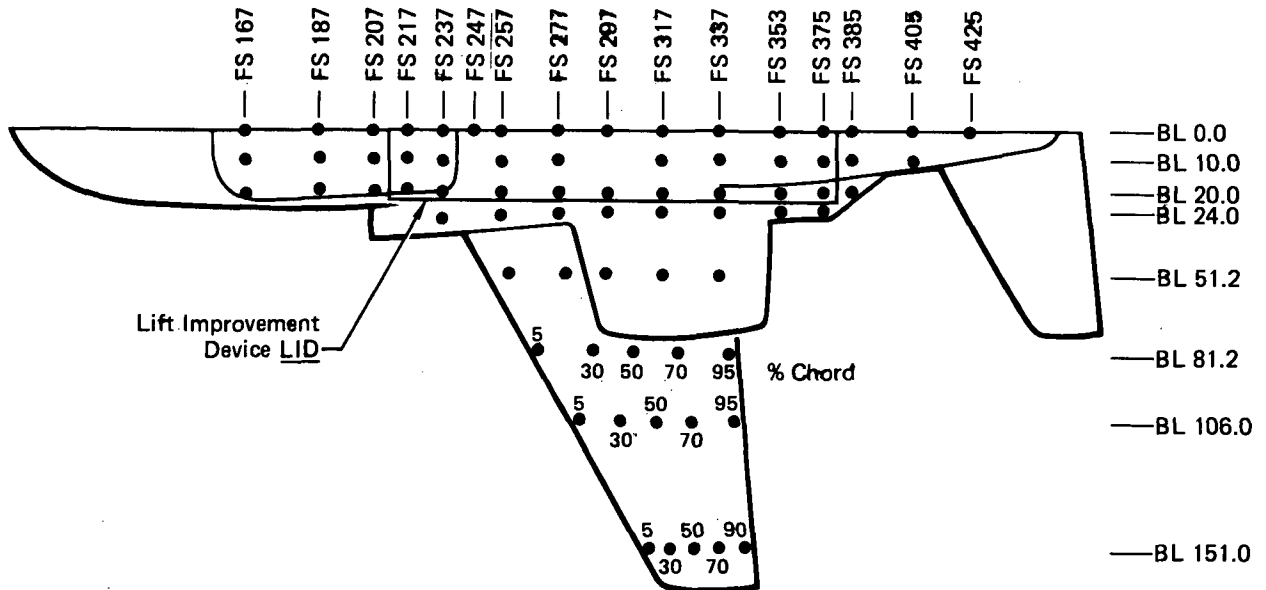 FS 167
FS 187
FS 207
FS 217
FS 237
FS 247
FS 257
FS 277
FS 297
FS 317
FS 337
FS 353
FS 375
FS 385
FS 405
FS 425
BL 0.0
BL 10.0
BL 20.0
BL 24.0
BL 51.2
Lift Improvement
Device LID
5
30 50 70 95
% Chord
BL 81.2
5 50 95
30 70
BL 106.0
5 50 90
30 70
BL 151.0